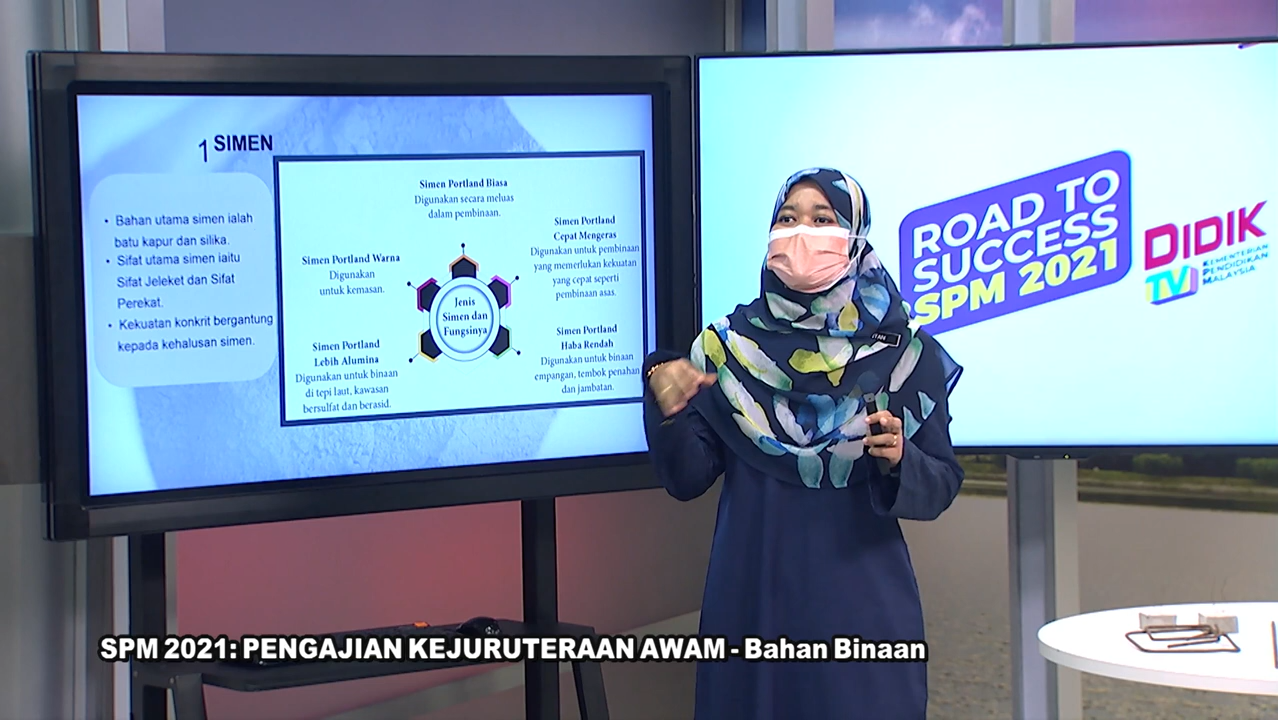 1 SIMEN
• Bahan utama simen ialah
batu kapur dan silika.
• Sifat utama simen iaitu
Sifat Jeleket dan Sifat
Perekat.
• Kekuatan konkrit bergantung
kepada kehalusan simen.
Simen Portland Biasa
Digunakan secara meluas
dalam pembinaan.
Simen Portland
Cepat Mengeras
Digunakan untuk pembinaan
yang memerlukan kekuatan
yang cepat seperti
pembinaan asas.
Simen Portland Warna
Digunakan
untuk kemasan.
Jenis
Simen dan
Fungsinya
Simen Portland
Lebih Alumina
Digunakan untuk binaan
di tepi laut, kawasan
bersulfat dan berasid.
Simen Portland
Haba Rendah
Digunakan untuk binaan
empangan, tembok penahan
dan jambatan.
ROAD TO
SUCCESS
SPM 2021
DIDIK
TV
KEMENTERIAN
PENDIDIKAN
MALAYSIA
SPM 2021: PENGAJIAN KEJURUTERAAN AWAM - Bahan Binaan